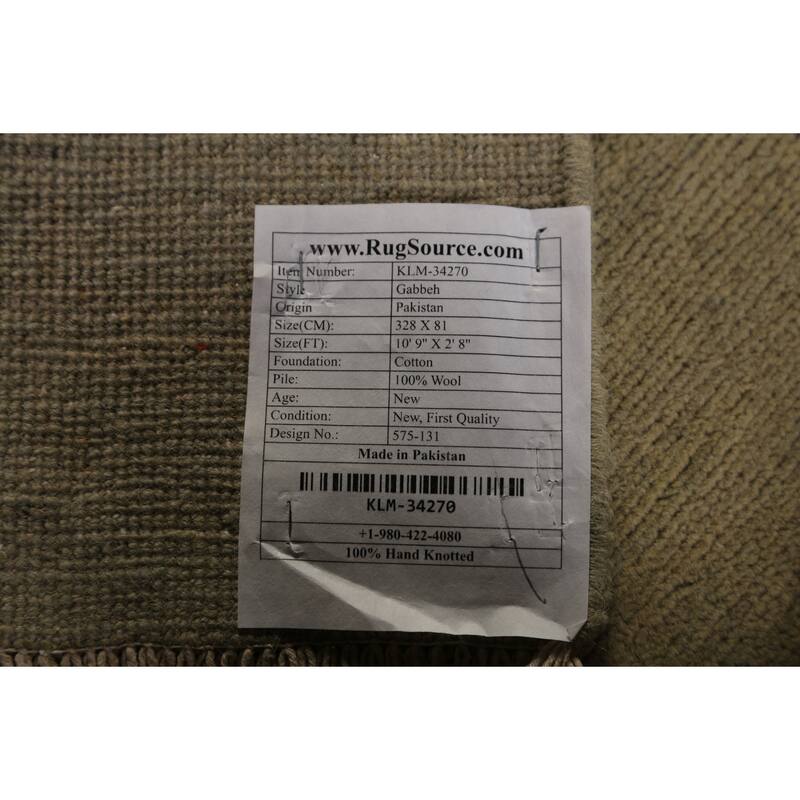 www.RugSource.com
Item Number: KLM-34270
Style Gabbeh
Origin Pakistan
Size(CM): 328 X 81
Size(FT): 10' 9" X 2' 8"
Foundation: Cotton
Pile: 100% Wool
Age: New
Condition: New, First Quality
Design No.: 575-131
Made in Pakistan
KLM-34270
+1-980-422-4080
100% Hand Knotted